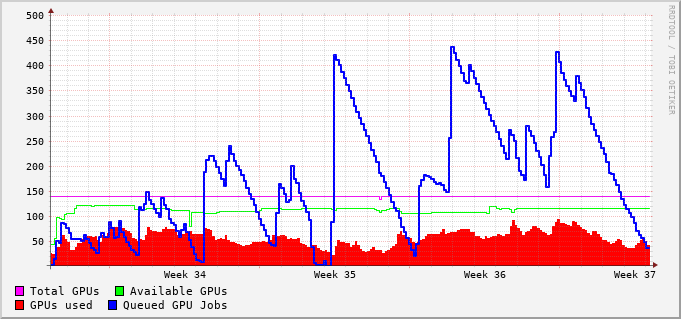 500
450
400
350
300
250
200
150
100
50
Week 34 Week 35 Week 36 Week 37
Total GPUs Available GPUs
GPUs used Queued GPU Jobs
RRDTOOL / TOBI OETIKER